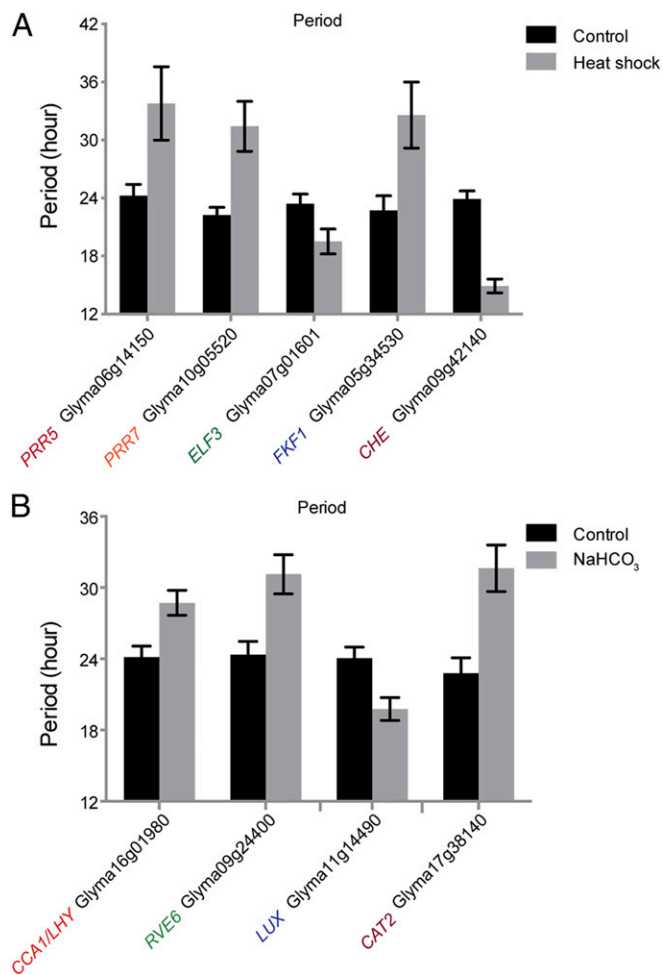 A
Period
Control
Heat shock
Period (hour)
42
36
30
24
18
12
PRR5 Glyma06g14150
PRR7 Glyma10g05520
ELF3 Glyma07g01601
FKF1 Glyma05g34530
CHE Glyma09g42140
B
Period
Control
NaHCO₃
Period (hour)
36
30
24
18
12
CCA1/LHY Glyma16g01980
RVE6 Glyma09g24400
LUX Glyma11g14490
CAT2 Glyma17g38140